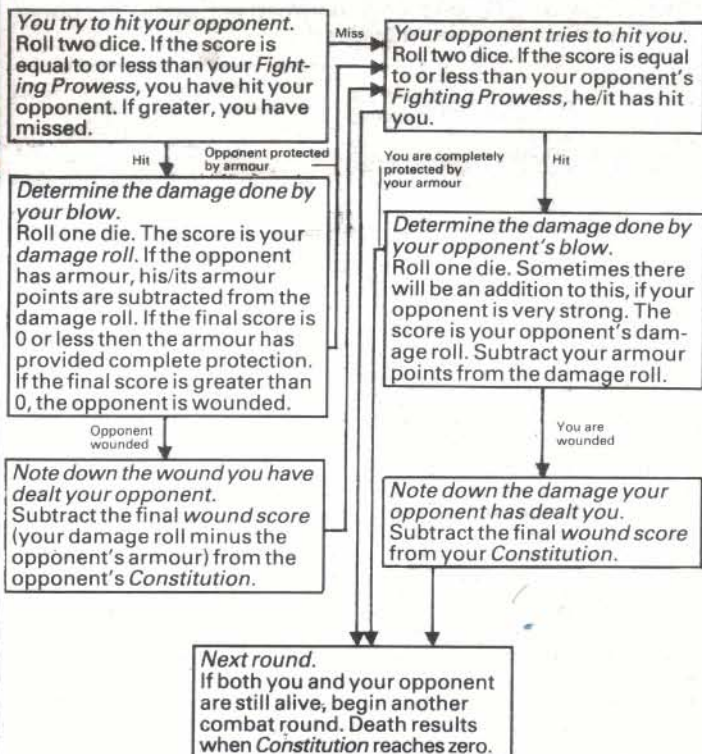 You try to hit your opponent.
Roll two dice. If the score is
equal to or less than your Fight-
ing Prowess, you have hit your
opponent. If greater, you have
missed.
Miss
Your opponent tries to hit you.
Roll two dice. If the score is equal
to or less than your opponent's
Fighting Prowess, he/it has hit
you.
Hit
Opponent protected
by armour
You are completely
protected by
your armour
Hit
Determine the damage done by
your blow.
Roll one die. The score is your
damage roll. If the opponent
has armour, his/its armour
points are subtracted from the
damage roll. If the final score is
0 or less then the armour has
provided complete protection.
If the final score is greater than
0, the opponent is wounded.
Determine the damage done by
your opponent's blow.
Roll one die. Sometimes there
will be an addition to this, if your
opponent is very strong. The
score is your opponent's dam-
age roll. Subtract your armour
points from the damage roll.
Opponent
wounded
You are
wounded
Note down the wound you have
dealt your opponent.
Subtract the final wound score
(your damage roll minus the
opponent's armour) from the
opponent's Constitution.
Note down the damage your
opponent has dealt you.
Subtract the final wound score
from your Constitution.
Next round.
If both you and your opponent
are still alive, begin another
combat round. Death results
when Constitution reaches zero.